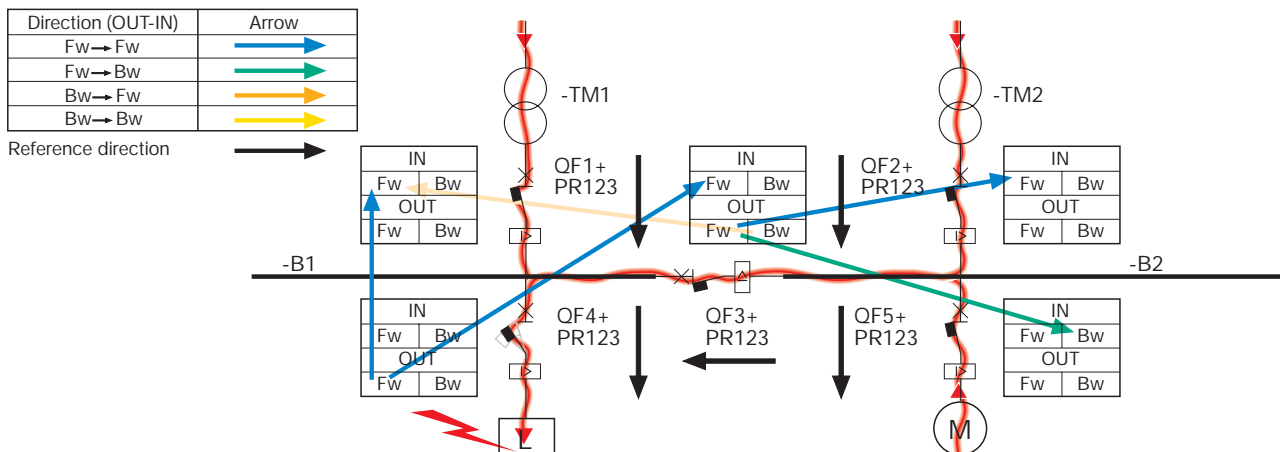 Direction (OUT-IN) Arrow
Fw→Fw
Fw→Bw
Bw→Fw
Bw→Bw
Reference direction
-TM1
-TM2
IN
Fw Bw
OUT
Fw Bw
QF1+
PR123
IN
Fw Bw
OUT
Fw Bw
QF2+
PR123
IN
Fw Bw
OUT
Fw Bw
-B1
-B2
IN
Fw Bw
OUT
Fw Bw
QF4+
PR123
QF3+
PR123
QF5+
PR123
IN
Fw Bw
OUT
Fw Bw
L
M